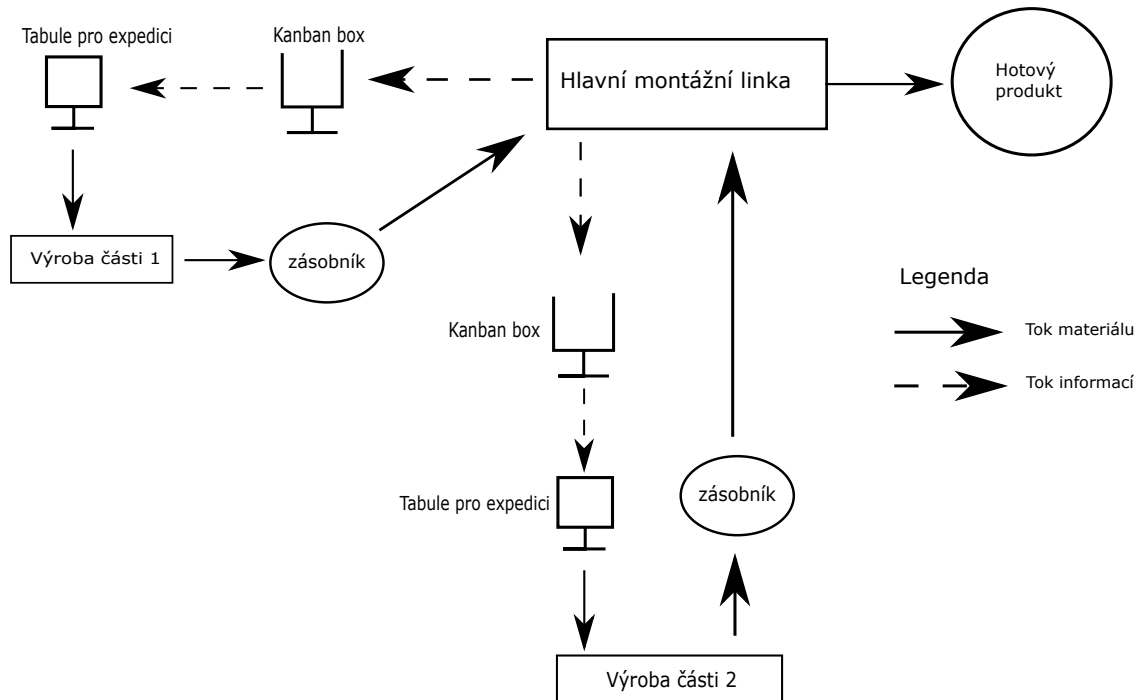 Tabule pro expedici
Kanban box
Hlavní montážní linka
Hotový
produkt
Výroba části 1
zásobník
Legenda
Kanban box
Tok materiálu
Tok informací
Tabule pro expedici
zásobník
Výroba části 2